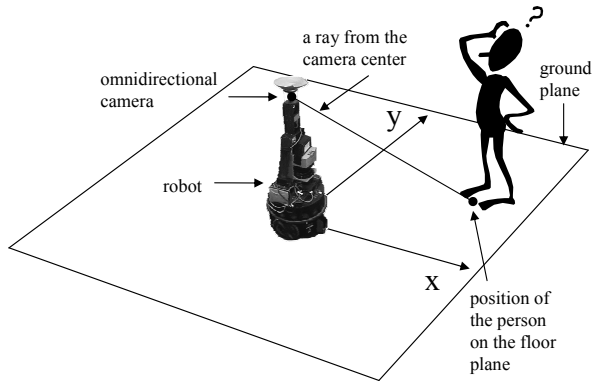 ?
a ray from the
camera center
omnidirectional
camera
ground
plane
y
robot
x
position of
the person
on the floor
plane